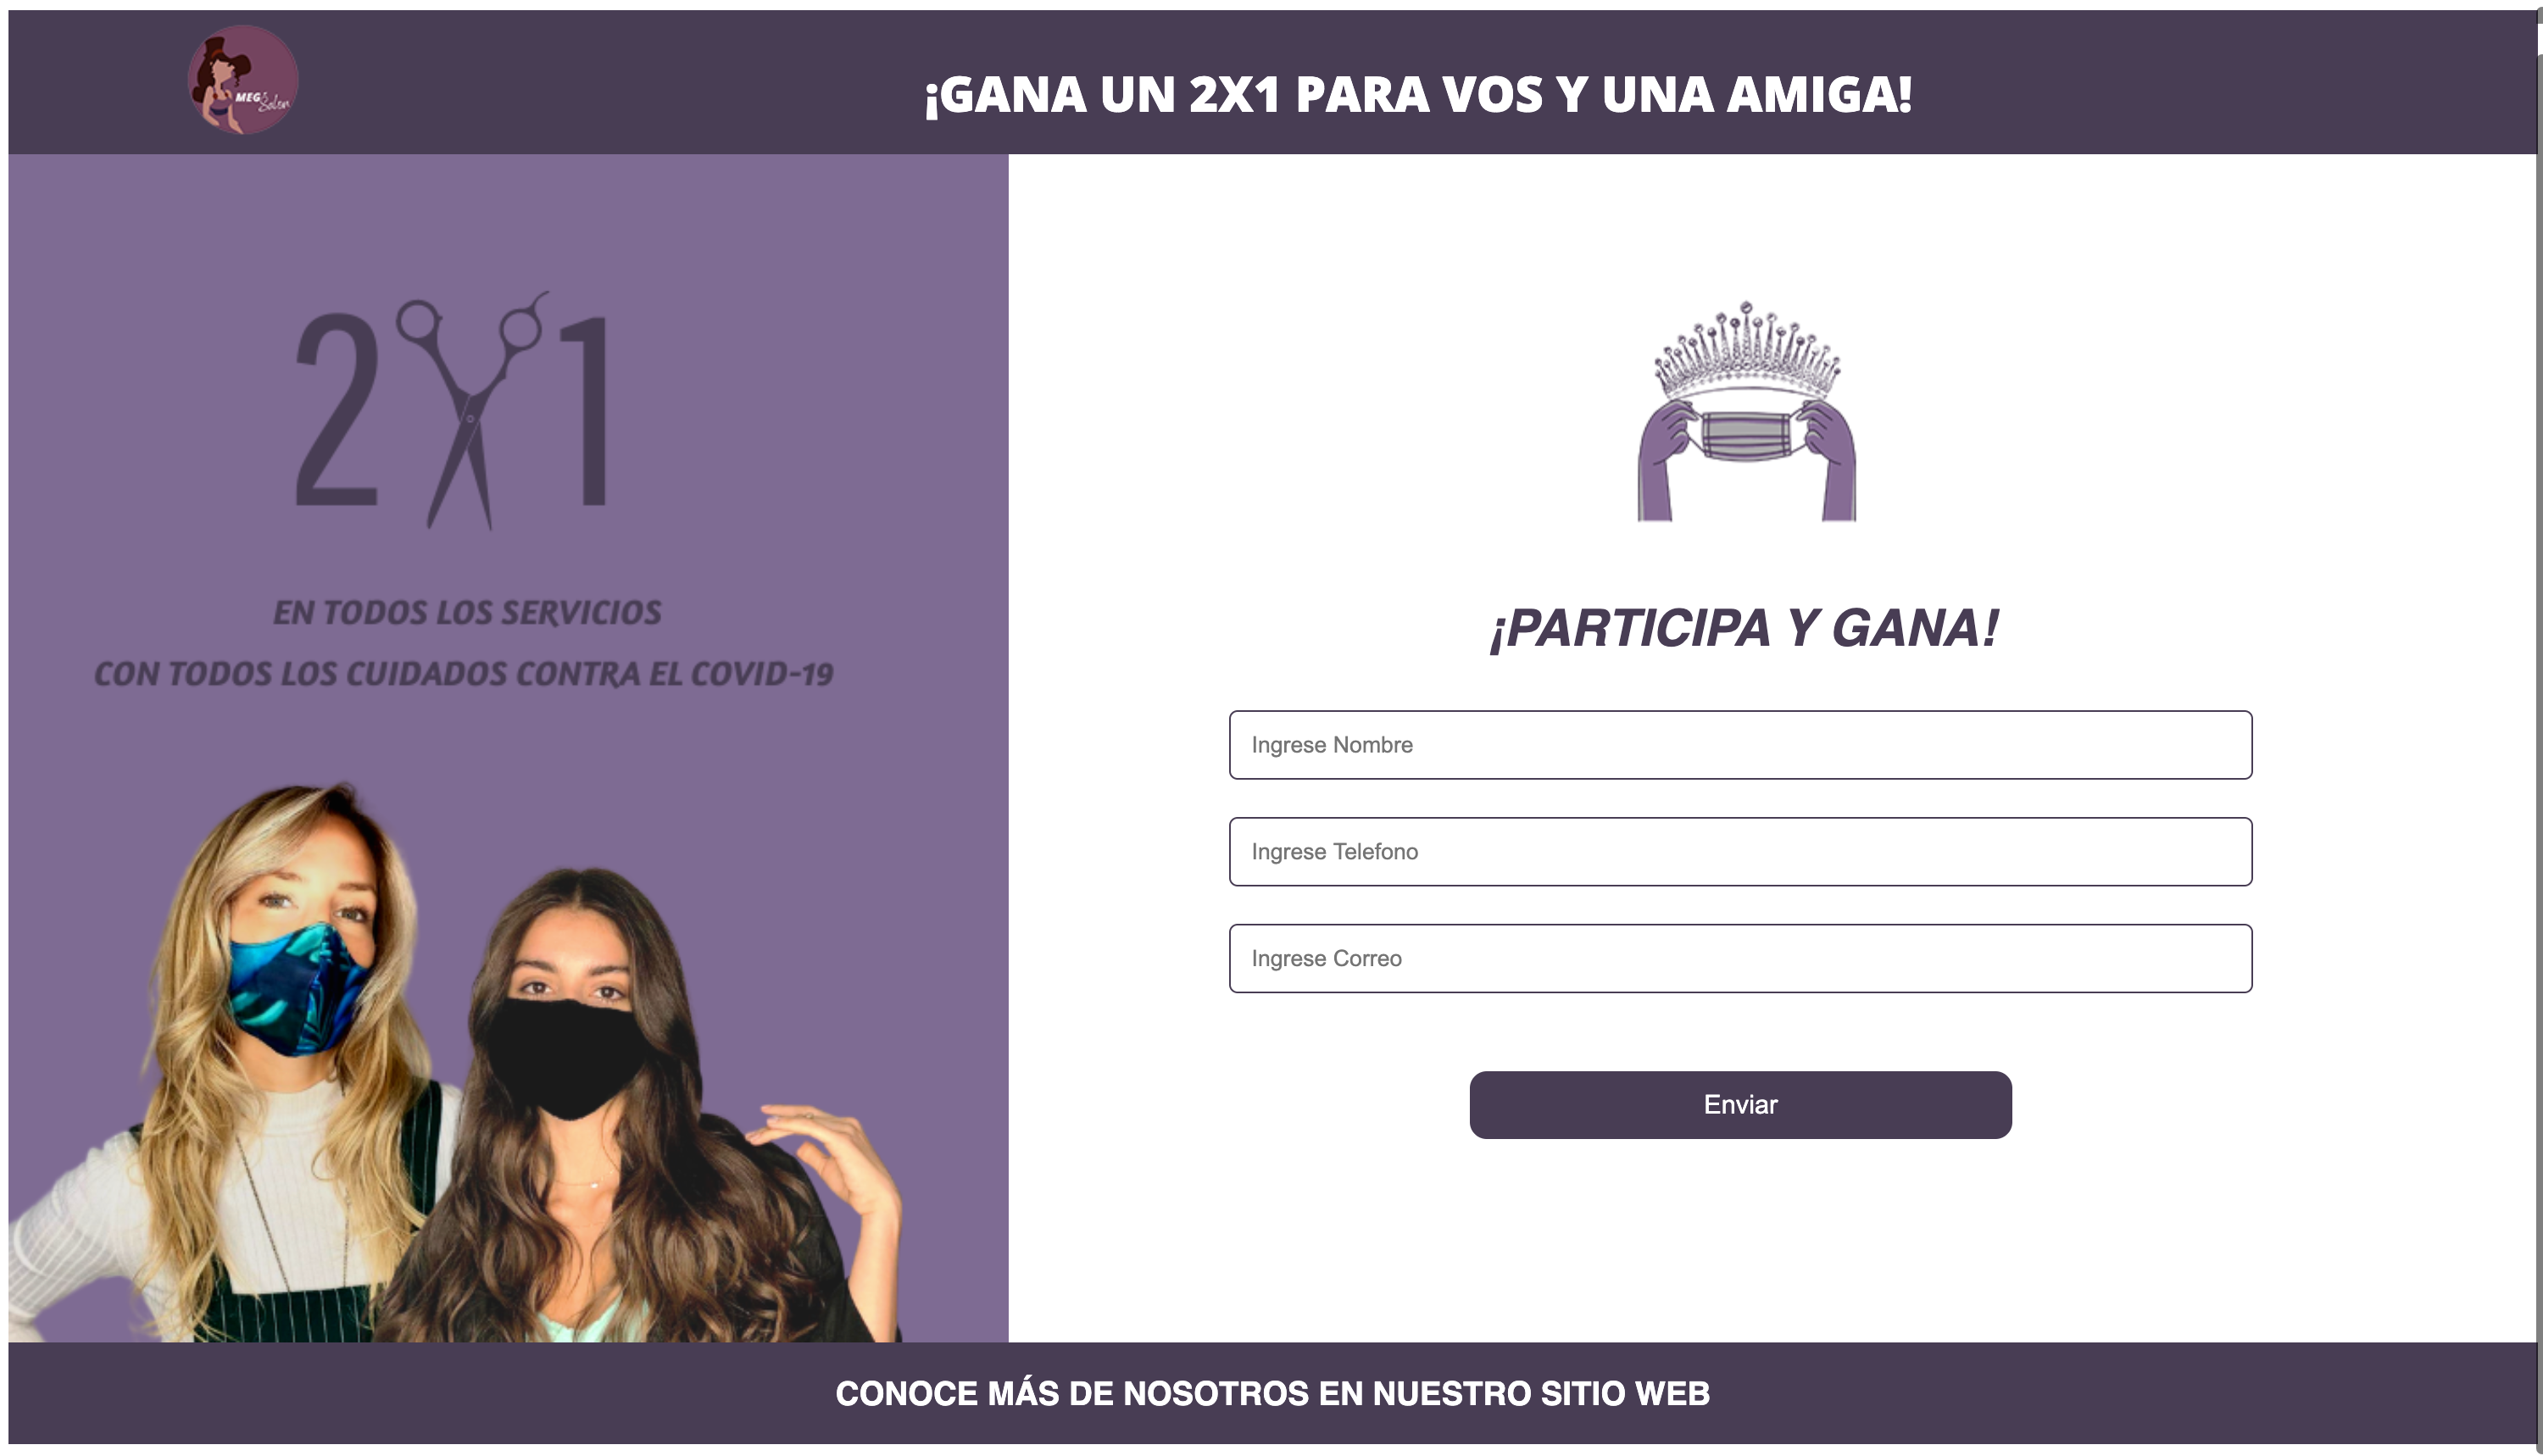 MEG'S
Salon
¡GANA UN 2X1 PARA VOS Y UNA AMIGA!
2X1
EN TODOS LOS SERVICIOS
CON TODOS LOS CUIDADOS CONTRA EL COVID-19
¡PARTICIPA Y GANA!
Ingrese Nombre
Ingrese Telefono
Ingrese Correo
Enviar
CONOCE MÁS DE NOSOTROS EN NUESTRO SITIO WEB